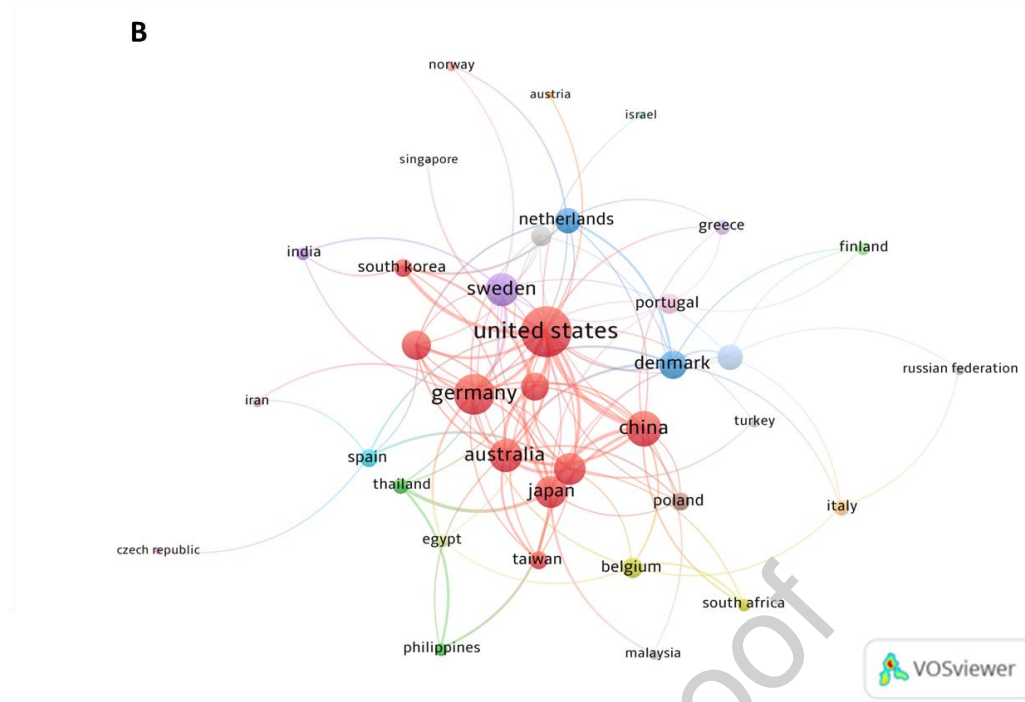 B
norway
austria
israel
singapore
netherlands
greece
finland
india
south korea
sweden
portugal
united states
denmark
russian federation
germany
iran
china
turkey
australia
spain
thailand
japan
poland
italy
egypt
czech republic
taiwan
belgium
south africa
philippines
malaysia
oof
VOSviewer